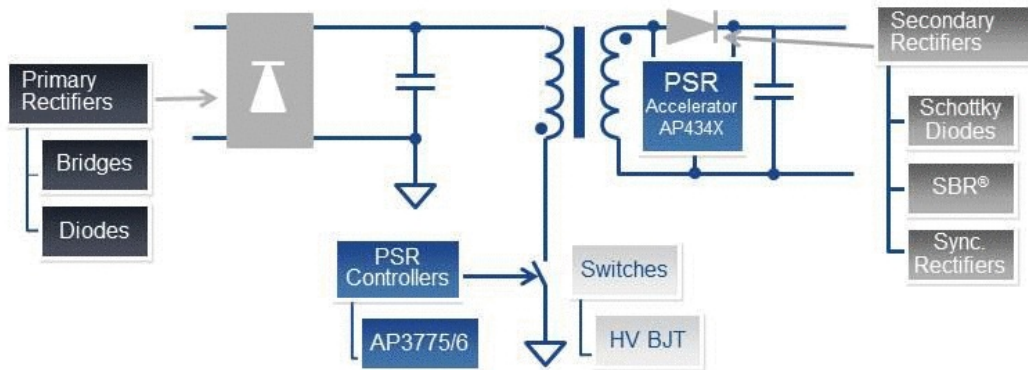 Primary
Rectifiers
Bridges
Diodes
PSR
Accelerator
AP434X
Secondary
Rectifiers
Schottky
Diodes
SBR®
Sync.
Rectifiers
PSR
Controllers
AP3775/6
Switches
HV BJT